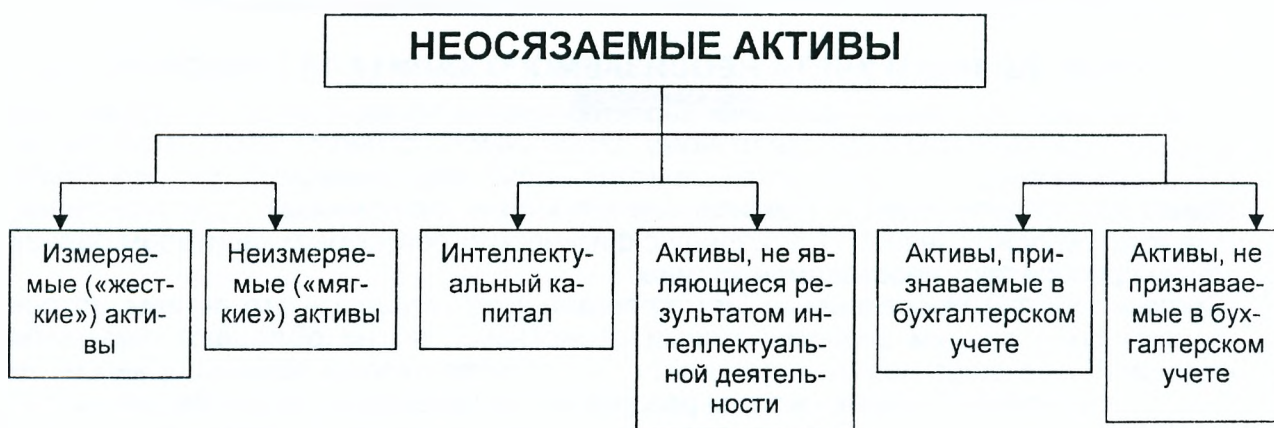 НЕОСЯЗАЕМЫЕ АКТИВЫ
Измеряе-
мые («жест-
кие») акти-
вы
Неизмеряе-
мые («мяг-
кие») активы
Интеллекту-
альный ка-
питал
Активы, не яв-
ляющиеся ре-
зультатом ин-
теллектуаль-
ной деятель-
ности
Активы, при-
знаваемые в
бухгалтерском
учете
Активы, не
признавае-
мые в бух-
галтерском
учете